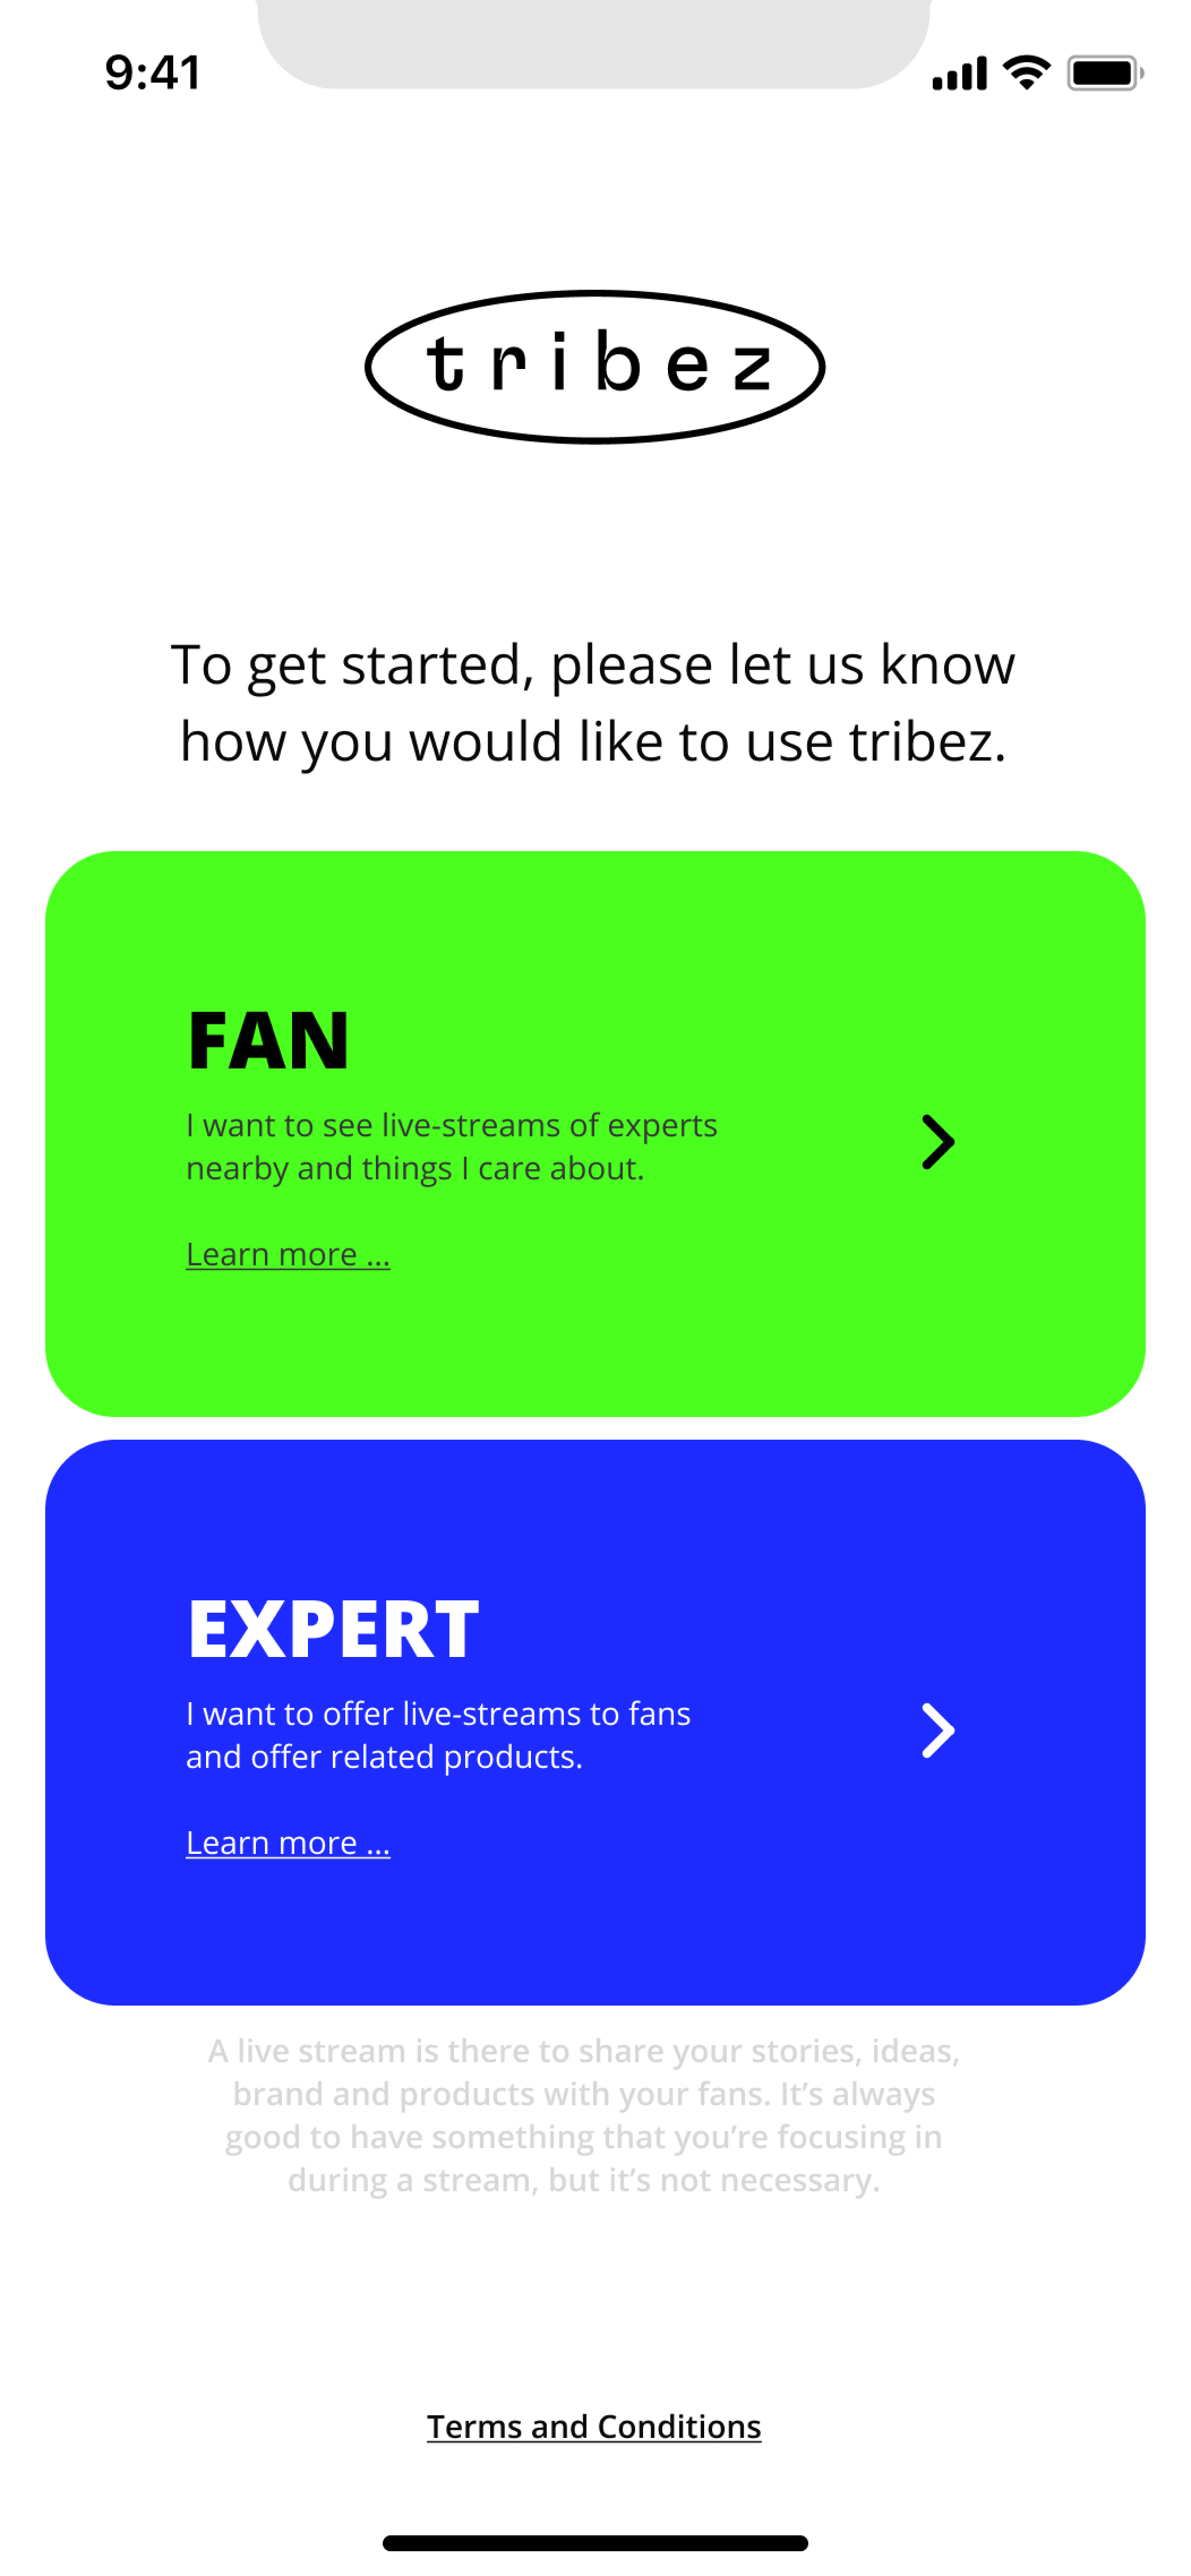 9:41
tribez
To get started, please let us know
how you would like to use tribez.
FAN
I want to see live-streams of experts
nearby and things I care about.
Learn more ...
EXPERT
I want to offer live-streams to fans
and offer related products.
Learn more ...
A live stream is there to share your stories, ideas,
brand and products with your fans. It’s always
good to have something that you’re focusing in
during a stream, but it’s not necessary.
Terms and Conditions